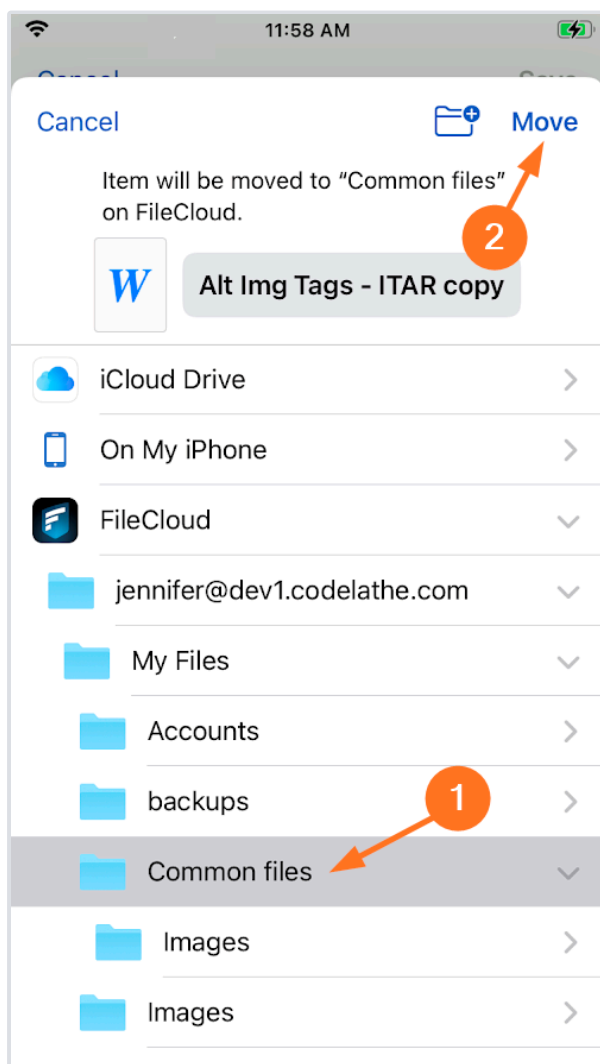 11:58 AM
Cancel Save
Cancel Move
Item will be moved to “Common files”
on FileCloud.
2
W
Alt Img Tags - ITAR copy
iCloud Drive
On My iPhone
FileCloud
jennifer@dev1.codelathe.com
My Files
Accounts
backups
1
Common files
Images
Images